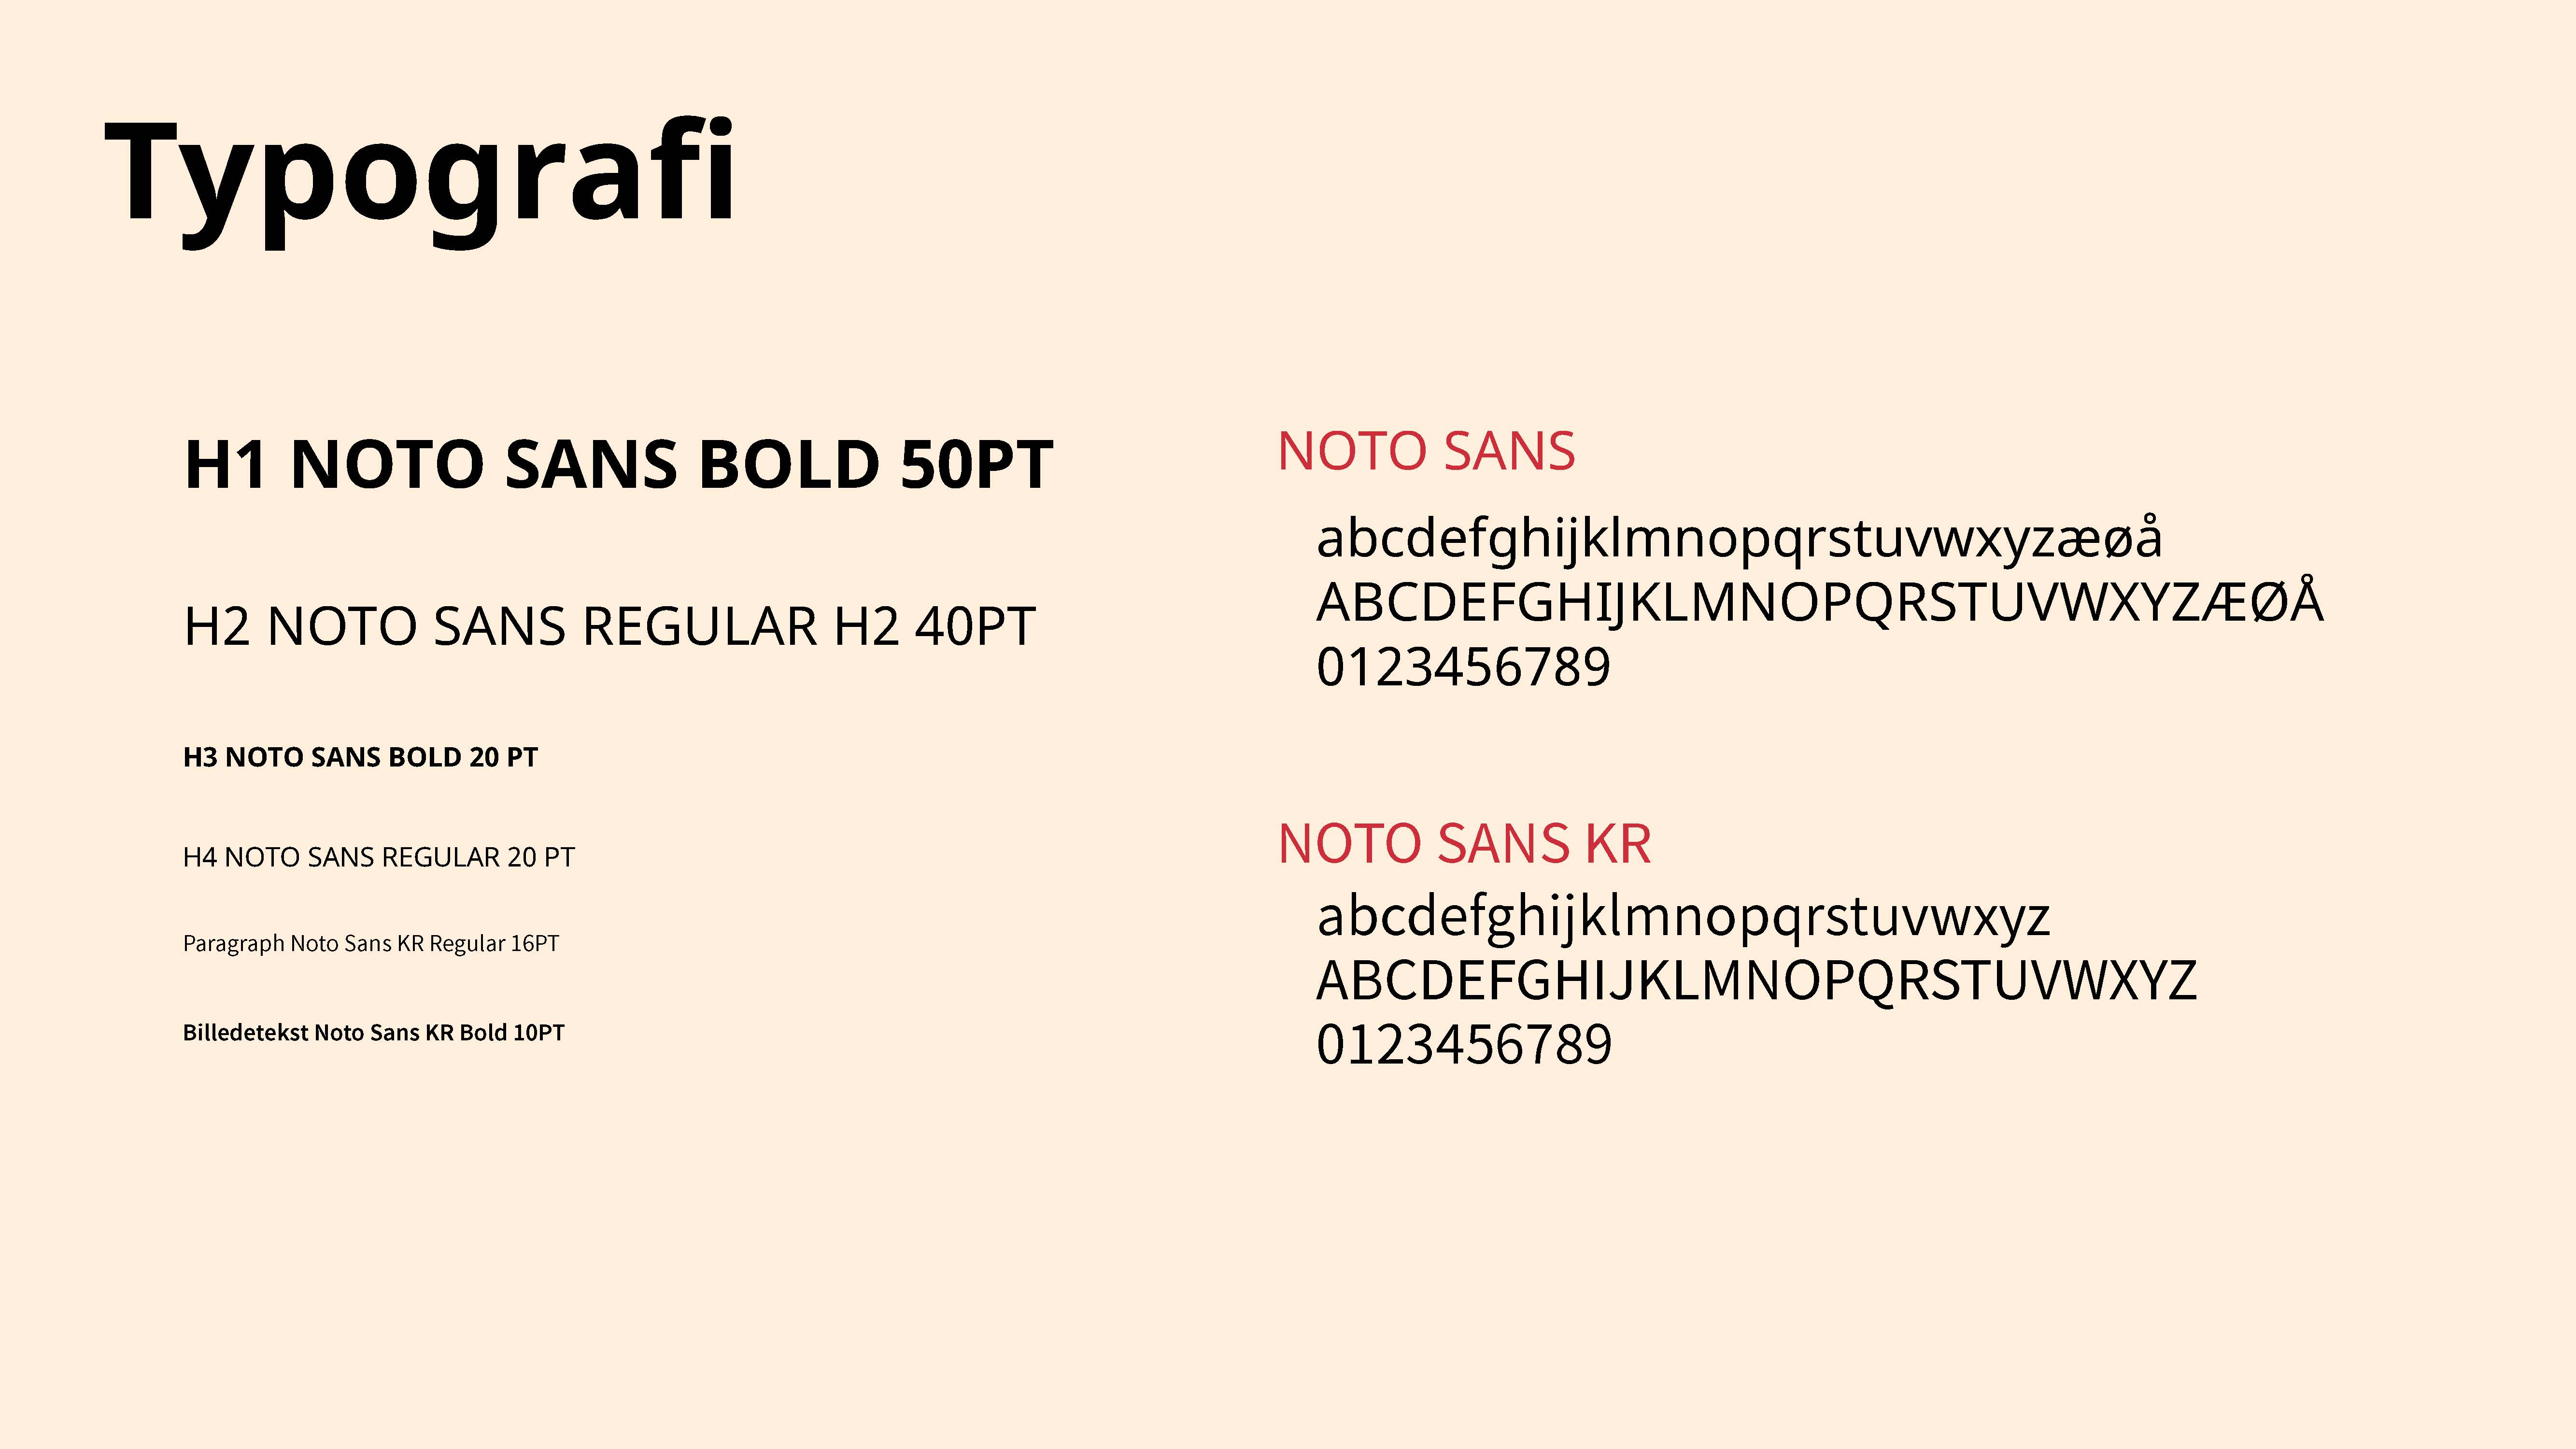 Typografi
H1 NOTO SANS BOLD 50PT
H2 NOTO SANS REGULAR H2 40PT
H3 NOTO SANS BOLD 20 PT
H4 NOTO SANS REGULAR 20 PT
Paragraph Noto Sans KR Regular 16PT
Billedetekst Noto Sans KR Bold 10PT
NOTO SANS
abcdefghijklmnopqrstuvwxyzæøå
ABCDEFGHIJKLMNOPQRSTUVWXYZÆØÅ
0123456789
NOTO SANS KR
abcdefghijklmnopqrstuvwxyz
ABCDEFGHIJKLMNOPQRSTUVWXYZ
0123456789